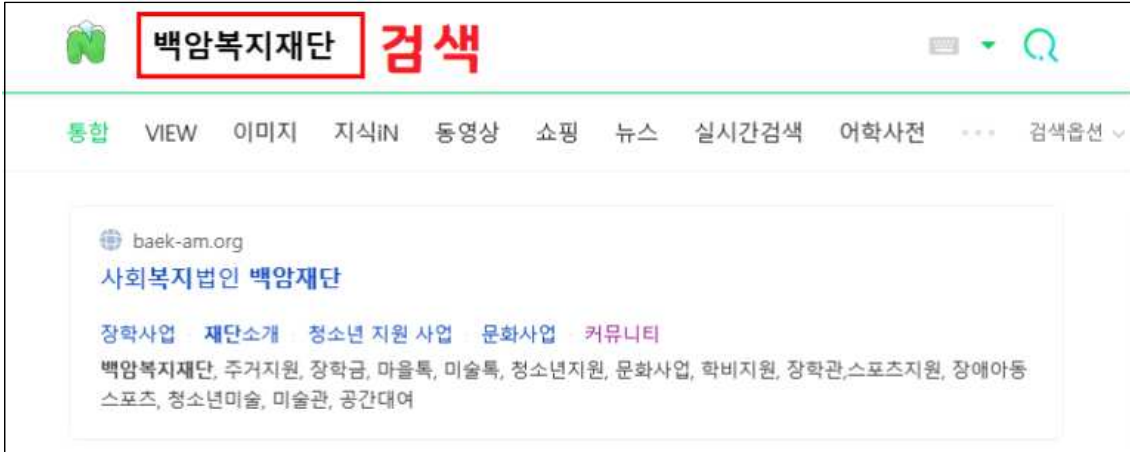 백암복지재단 검색
통합 VIEW 이미지 지식iN 동영상 쇼핑 뉴스 실시간검색 어학사전 ··· 검색옵션
baek-am.org
사회복지법인 백암재단
장학사업 · 재단소개 · 청소년 지원 사업 · 문화사업 · 커뮤니티
백암복지재단, 주거지원, 장학금, 마을톡, 미술톡, 청소년지원, 문화사업, 학비지원, 장학관,스포츠지원, 장애아동
스포츠, 청소년미술, 미술관, 공간대여